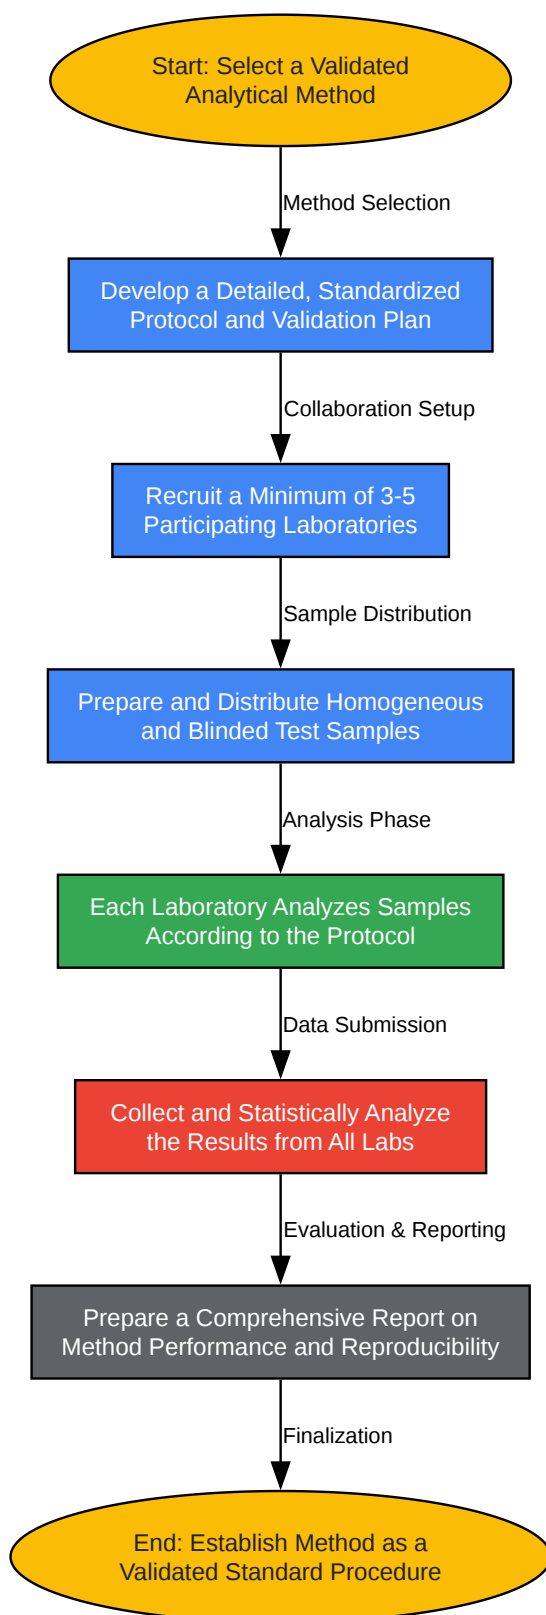 Start: Select a Validated
Analytical Method
Method Selection
Develop a Detailed, Standardized
Protocol and Validation Plan
Collaboration Setup
Recruit a Minimum of 3-5
Participating Laboratories
Sample Distribution
Prepare and Distribute Homogeneous
and Blinded Test Samples
Analysis Phase
Each Laboratory Analyzes Samples
According to the Protocol
Data Submission
Collect and Statistically Analyze
the Results from All Labs
Evaluation & Reporting
Prepare a Comprehensive Report on
Method Performance and Reproducibility
Finalization
End: Establish Method as a
Validated Standard Procedure